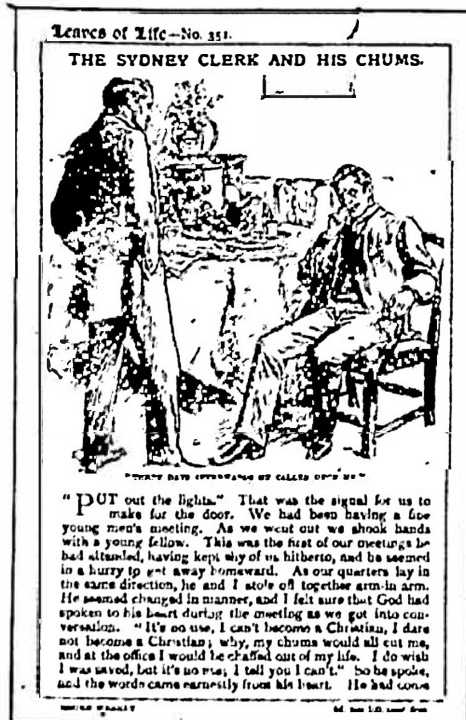 Leaves of Life—No. 351.
THE SYDNEY CLERK AND HIS CHUMS.
DAYS AFTERWARDS HE CALLED UPON ME"
"PUT out the lights." That was the signal for us to
make for the door. We had been having a fine
young men's meeting. As we went out we shook hands
with a young fellow. This was the first of our meetings he
had attended, having kept shy of us hitherto, and he seemed
in a hurry to get away homeward. As our quarters lay in
the same direction, he and I stole off together arm-in arm.
He seemed changed in manner, and I felt sure that God had
spoken to his heart during the meeting as we got into con-
versation. "It's no use, I can't become a Christian, I dare
not become a Christian; why, my chums would all cut me,
and at the office I would be chaffed out of my life. I do wish
I was saved, but it's no use; I tell you I can't." So he spoke,
and the words came earnestly from his heart. He had come